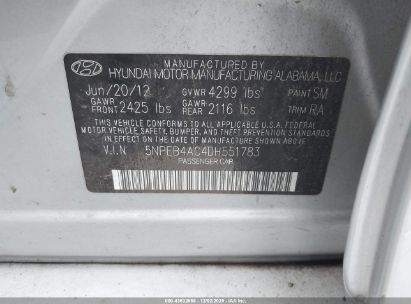 MANUFACTURED BY
HYUNDAI MOTOR MANUFACTURING ALABAMA, LLC
Jun/20/12 GVWR 4299 lbs PAINT SM
GAWR FRONT 2425 lbs GAWR REAR 2116 lbs TRIM RA
THIS VEHICLE CONFORMS TO ALL APPLICABLE U.S. FEDERAL
MOTOR VEHICLE SAFETY, BUMPER, AND THEFT PREVENTION
STANDARDS IN EFFECT ON THE DATE OF MANUFACTURE SHOWN ABOVE.
V.I.N 5NPEB4AC4DH551783
PASSENGER CAR